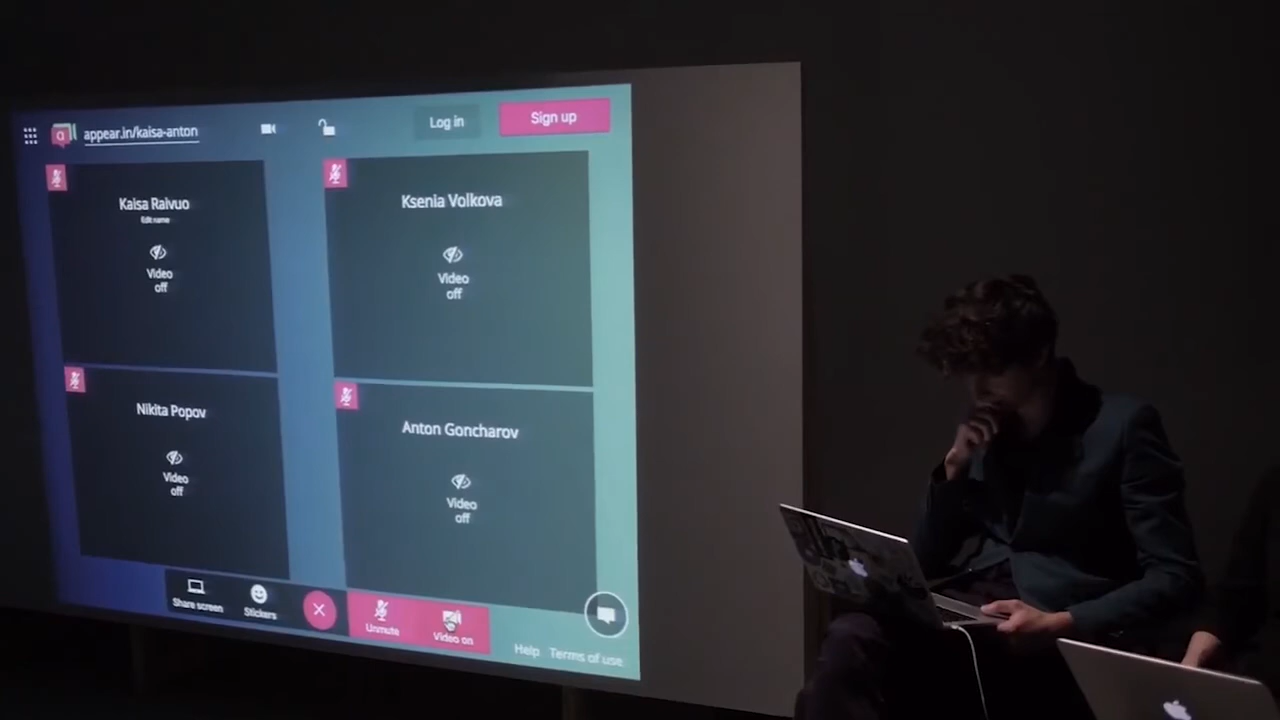 appear.in/kaisa-anton
Log in
Sign up
Kaisa Raivuo
Edit name
Video
off
Ksenia Volkova
Video
off
Nikita Popov
Video
off
Anton Goncharov
Video
off
Share screen
Stickers
Unmute
Video on
Help
Terms of use